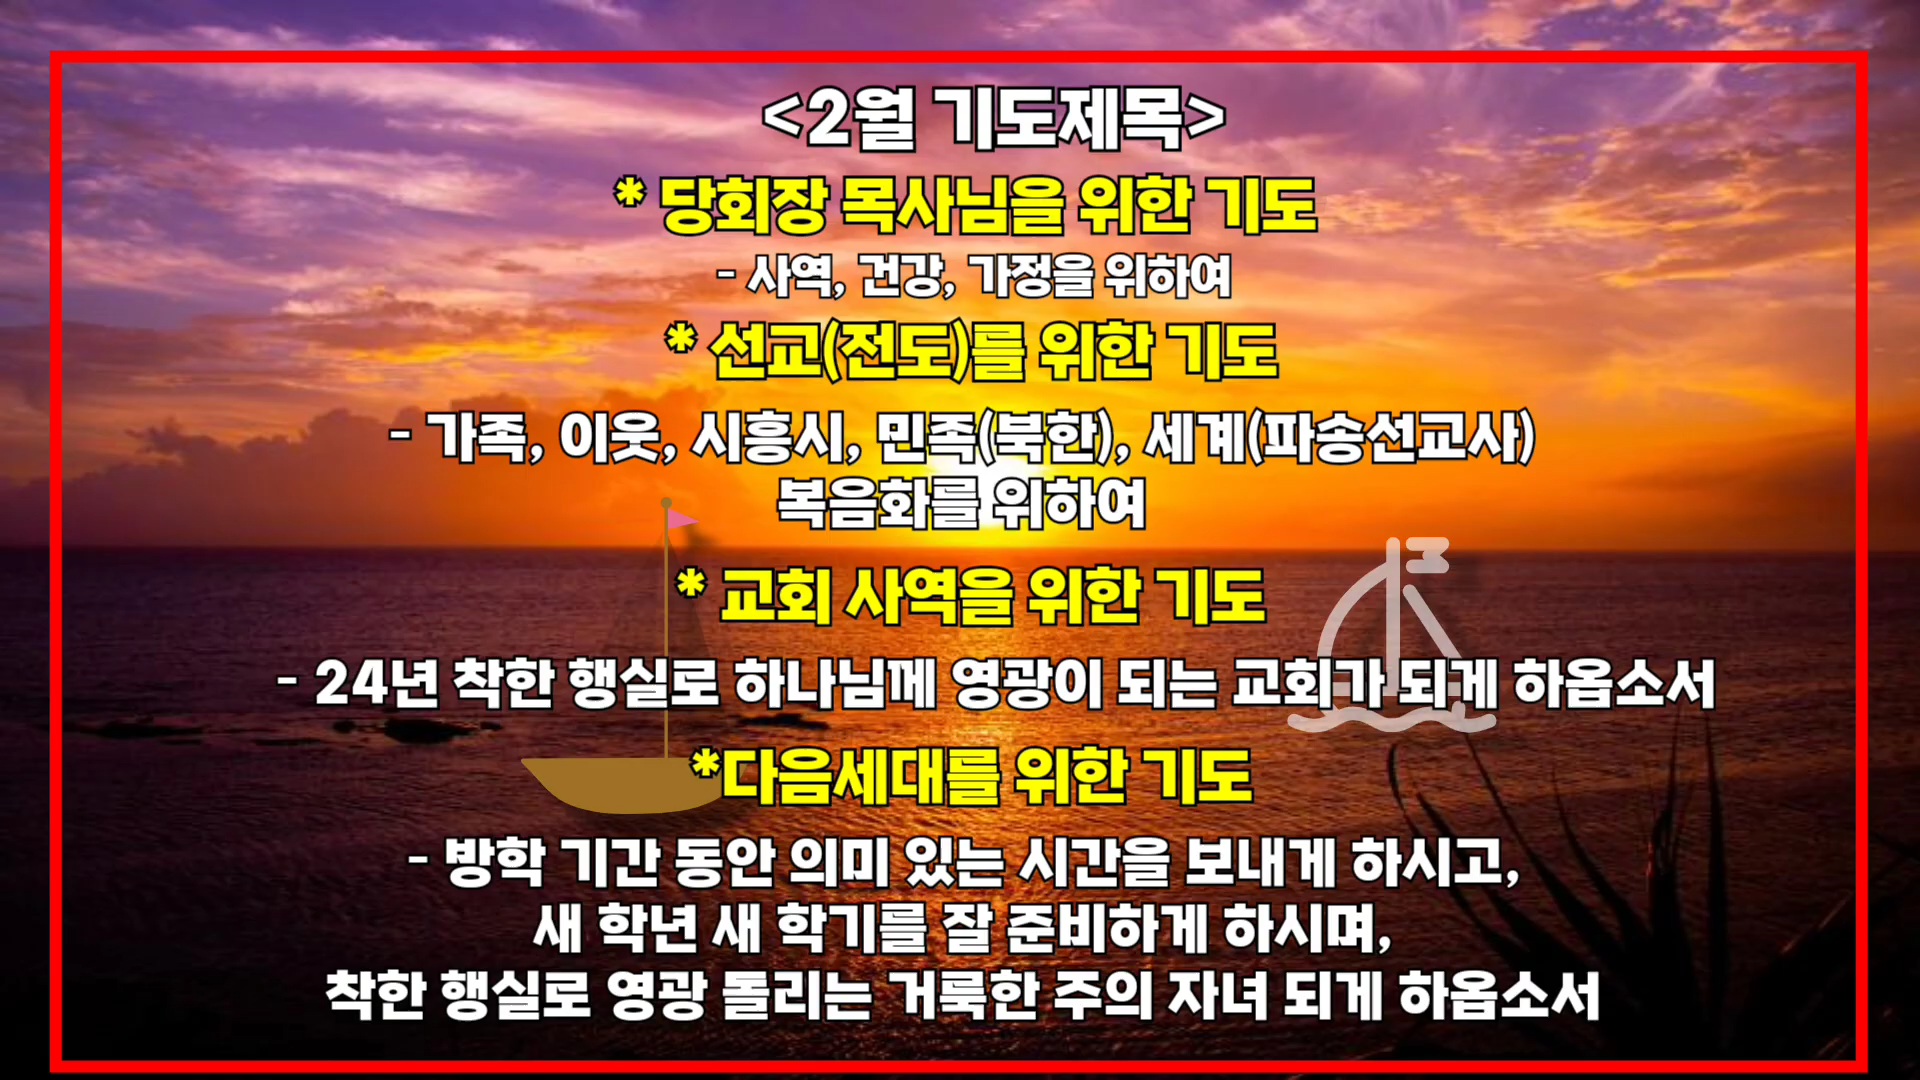 <2월 기도제목>
* 당회장 목사님을 위한 기도
- 사역, 건강, 가정을 위하여
* 선교(전도)를 위한 기도
- 가족, 이웃, 시흥시, 민족(북한), 세계(파송선교사)
복음화를 위하여
* 교회 사역을 위한 기도
- 24년 착한 행실로 하나님께 영광이 되는 교회가 되게 하옵소서
*다음세대를 위한 기도
- 방학 기간 동안 의미 있는 시간을 보내게 하시고,
새 학년 새 학기를 잘 준비하게 하시며,
착한 행실로 영광 돌리는 거룩한 주의 자녀 되게 하옵소서